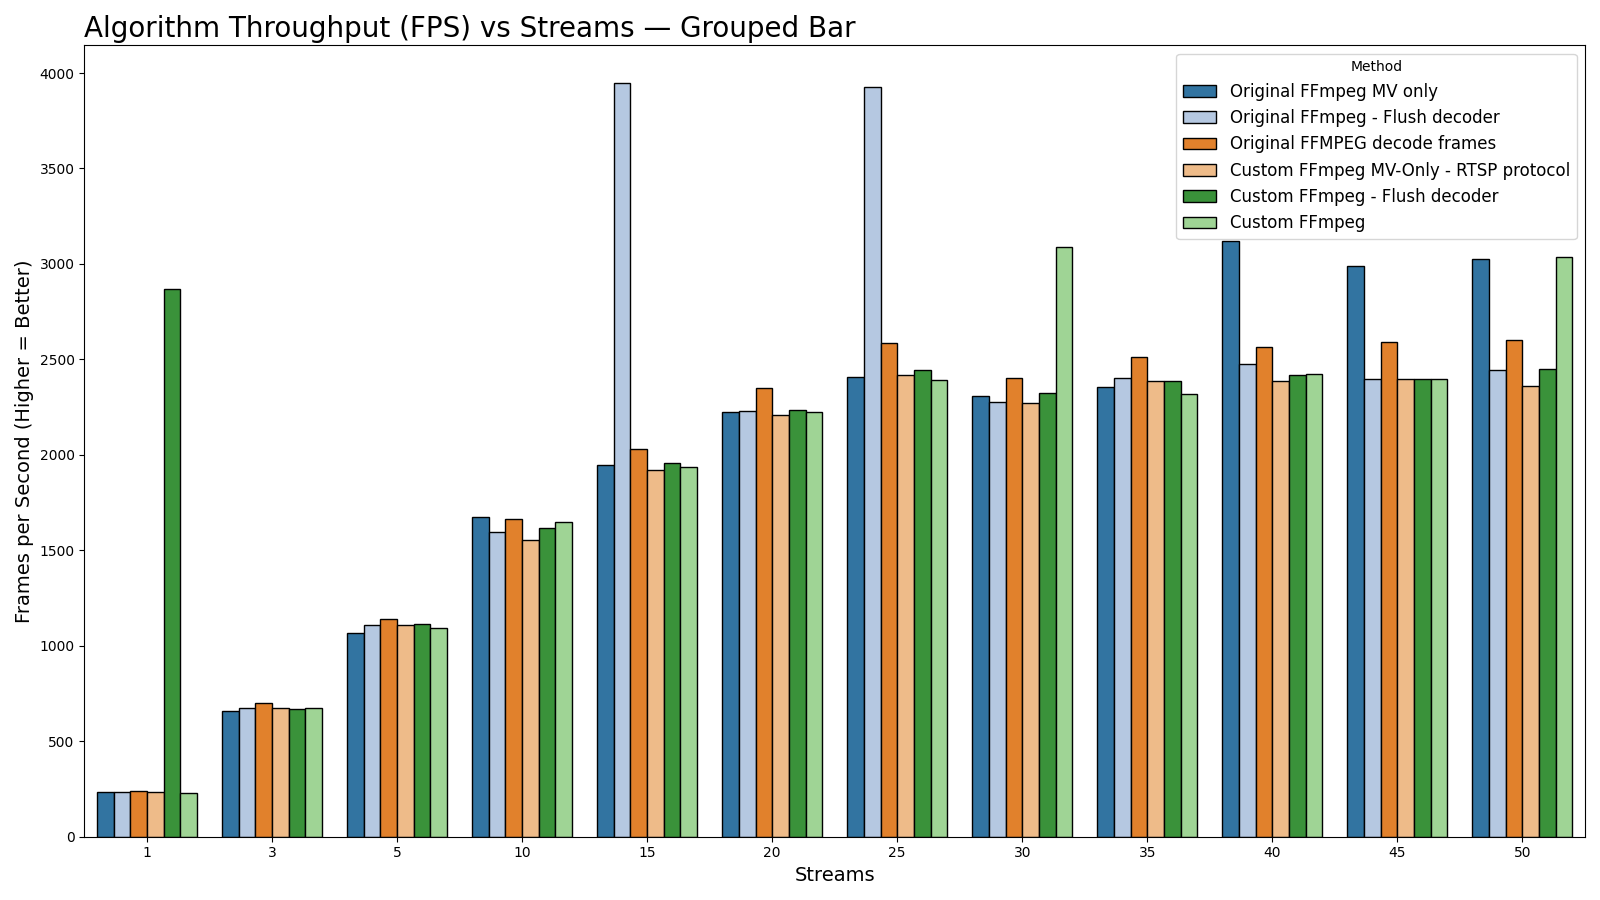 Algorithm Throughput (FPS) vs Streams — Grouped Bar
Method
Original FFmpeg MV only
Original FFmpeg - Flush decoder
Original FFMPEG decode frames
Custom FFmpeg MV-Only - RTSP protocol
Custom FFmpeg - Flush decoder
Custom FFmpeg
Frames per Second (Higher = Better)
4000
3500
3000
2500
2000
1500
1000
500
0
1 3 5 10 15 20 25 30 35 40 45 50
Streams